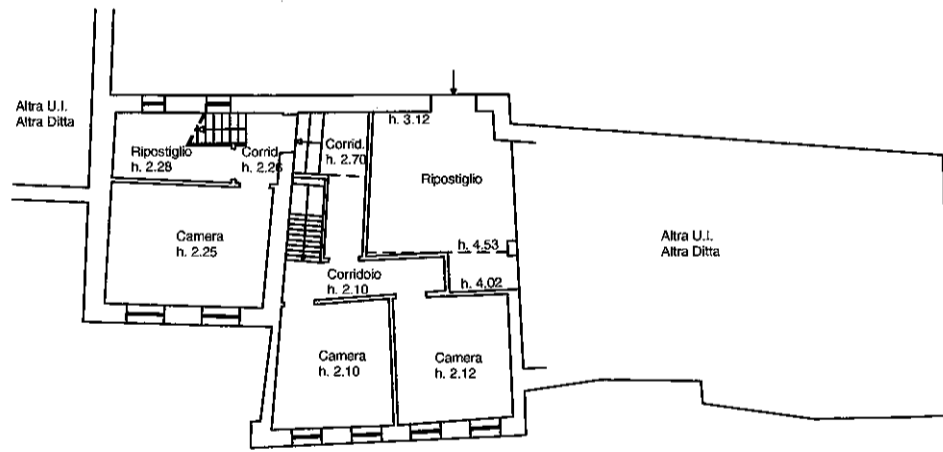 Altra U.I.
Altra Ditta
Ripostiglio
h. 2.28
Corrid.
h. 2.26
Corrid.
h. 2.70
h. 3.12
Ripostiglio
Camera
h. 2.25
h. 4.53
Altra U.I.
Altra Ditta
Corridoio
h. 2.10
h. 4.02
Camera
h. 2.10
Camera
h. 2.12